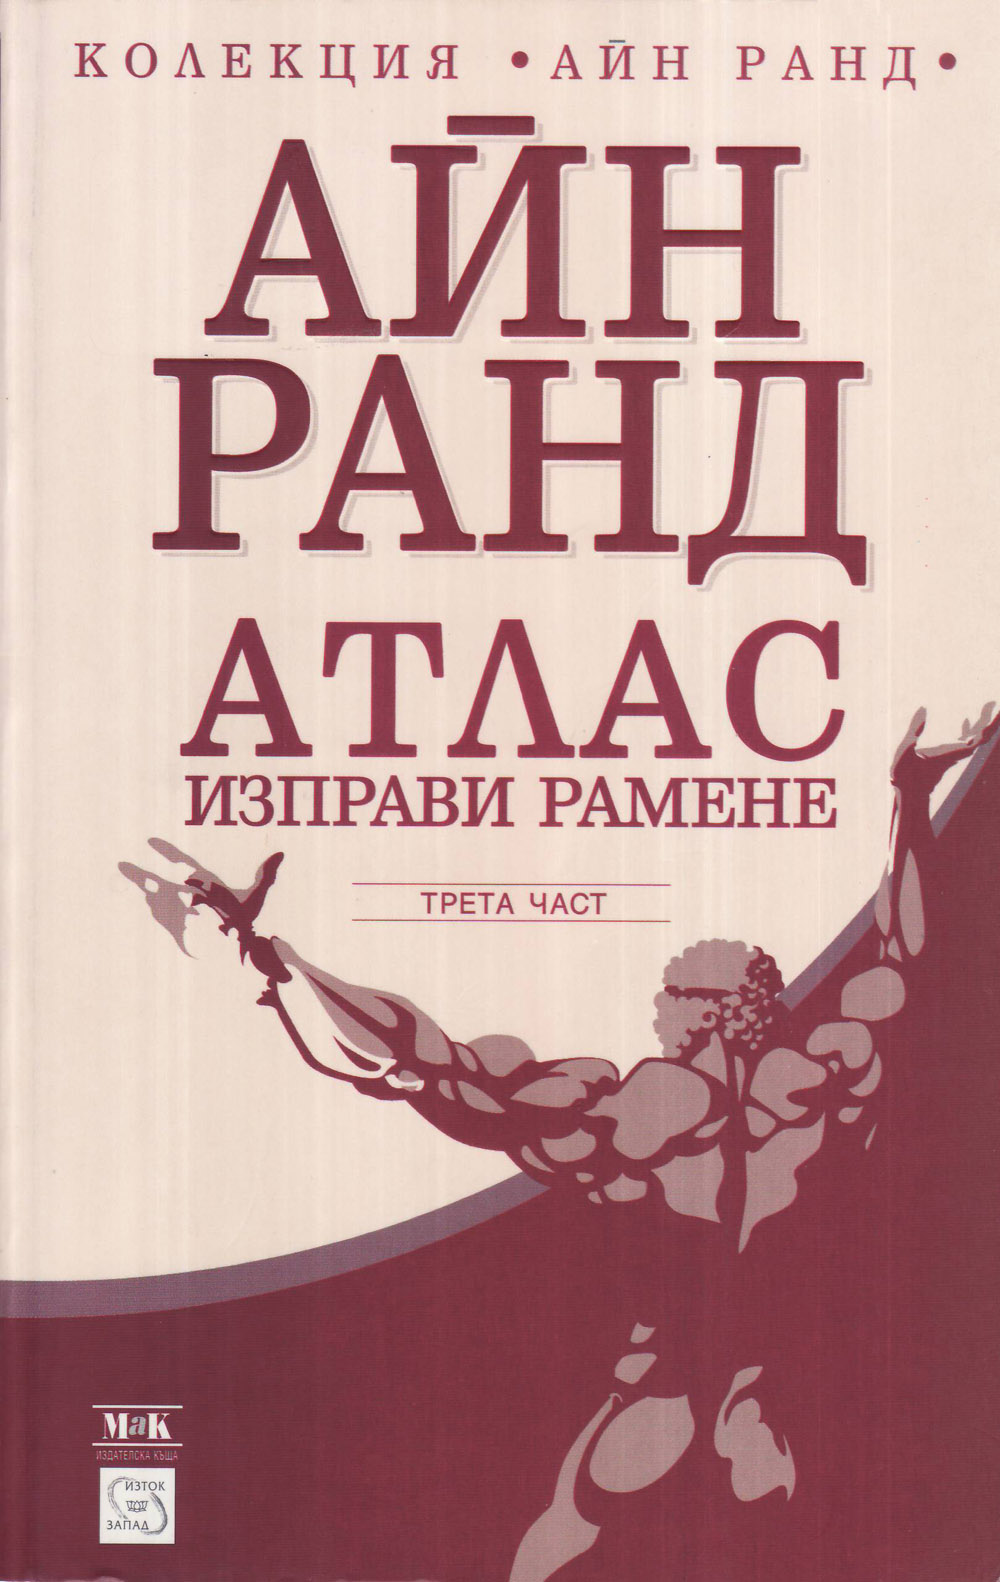 КОЛЕКЦИЯ • АЙН РАНД •
АЙН
РАНД
АТЛАС
ИЗПРАВИ РАМЕНЕ
ТРЕТА ЧАСТ
МаК
ИЗДАТЕЛСКА КЪЩА
ИЗТОК
ЗАПАД